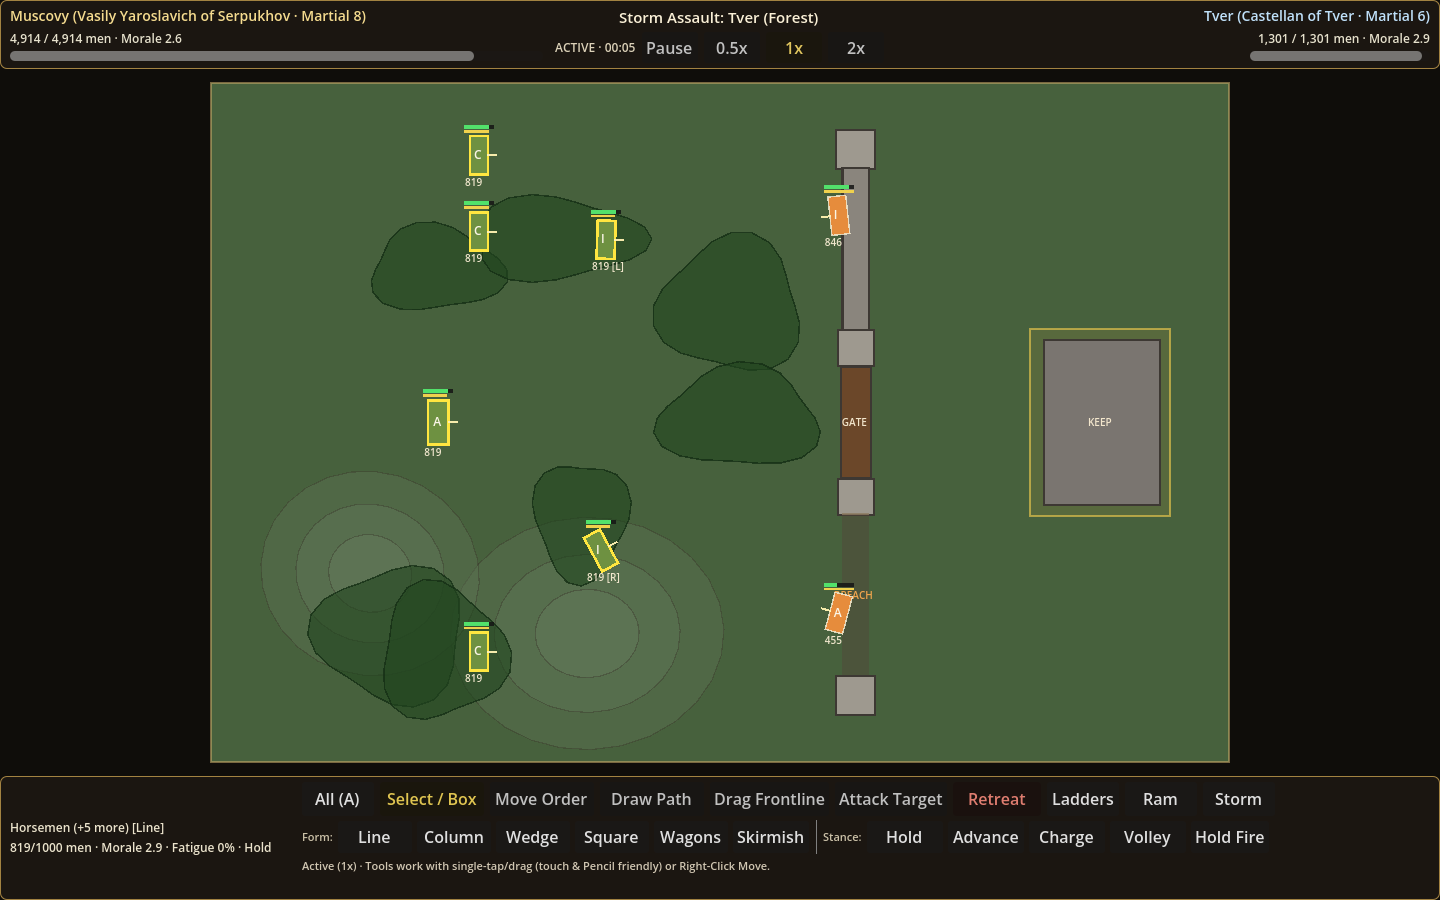 Muscovy (Vasily Yaroslavich of Serpukhov · Martial 8)
4,914 / 4,914 men · Morale 2.6
Storm Assault: Tver (Forest)
ACTIVE · 00:05 Pause 0.5x 1x 2x
Tver (Castellan of Tver · Martial 6)
1,301 / 1,301 men · Morale 2.9
C
819
C
819
I
819 [L]
I
846
A
819
GATE
KEEP
I
819 [R]
C
819
BREACH
A
455
All (A) Select / Box Move Order Draw Path Drag Frontline Attack Target Retreat Ladders Ram Storm
Horsemen (+5 more) [Line]
819/1000 men · Morale 2.9 · Fatigue 0% · Hold
Form: Line Column Wedge Square Wagons Skirmish Stance: Hold Advance Charge Volley Hold Fire
Active (1x) · Tools work with single-tap/drag (touch & Pencil friendly) or Right-Click Move.